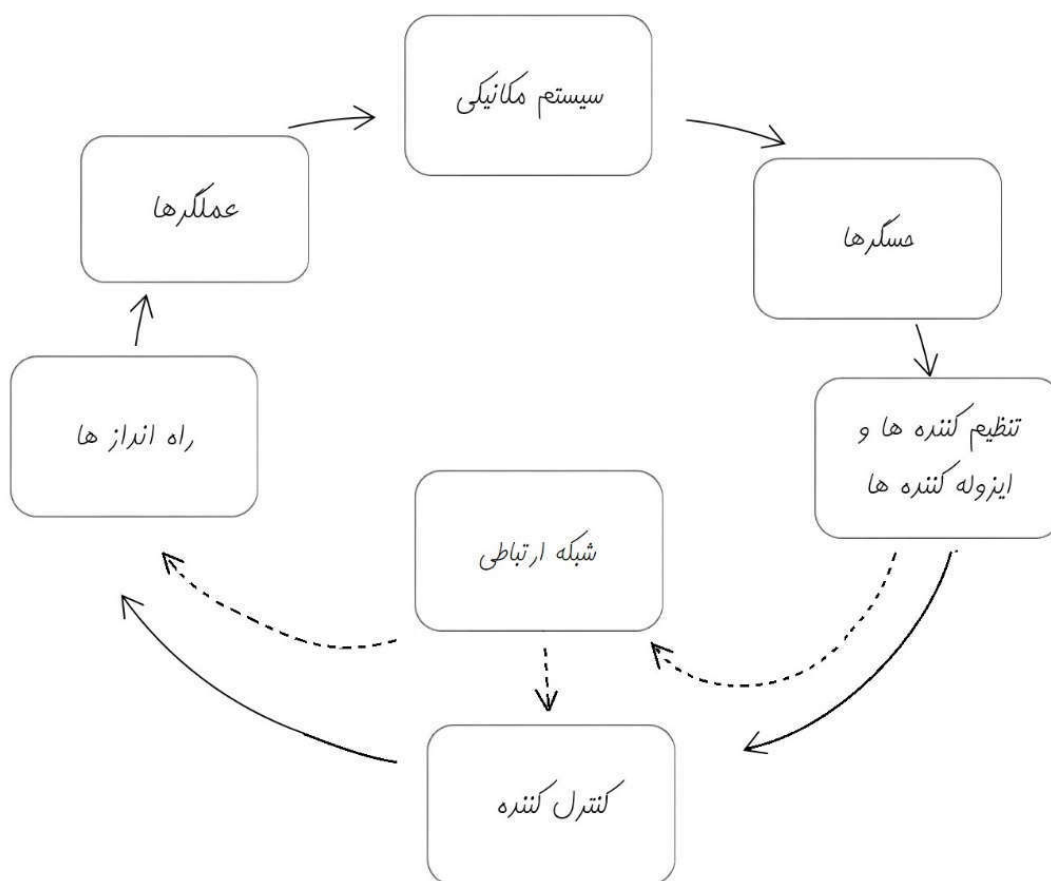 سیستم مکانیکی
عملگرها
حسگرها
راه انداز ها
تنظیم کننده ها و
ایزوله کننده ها
شبکه ارتباطی
کنترل کننده